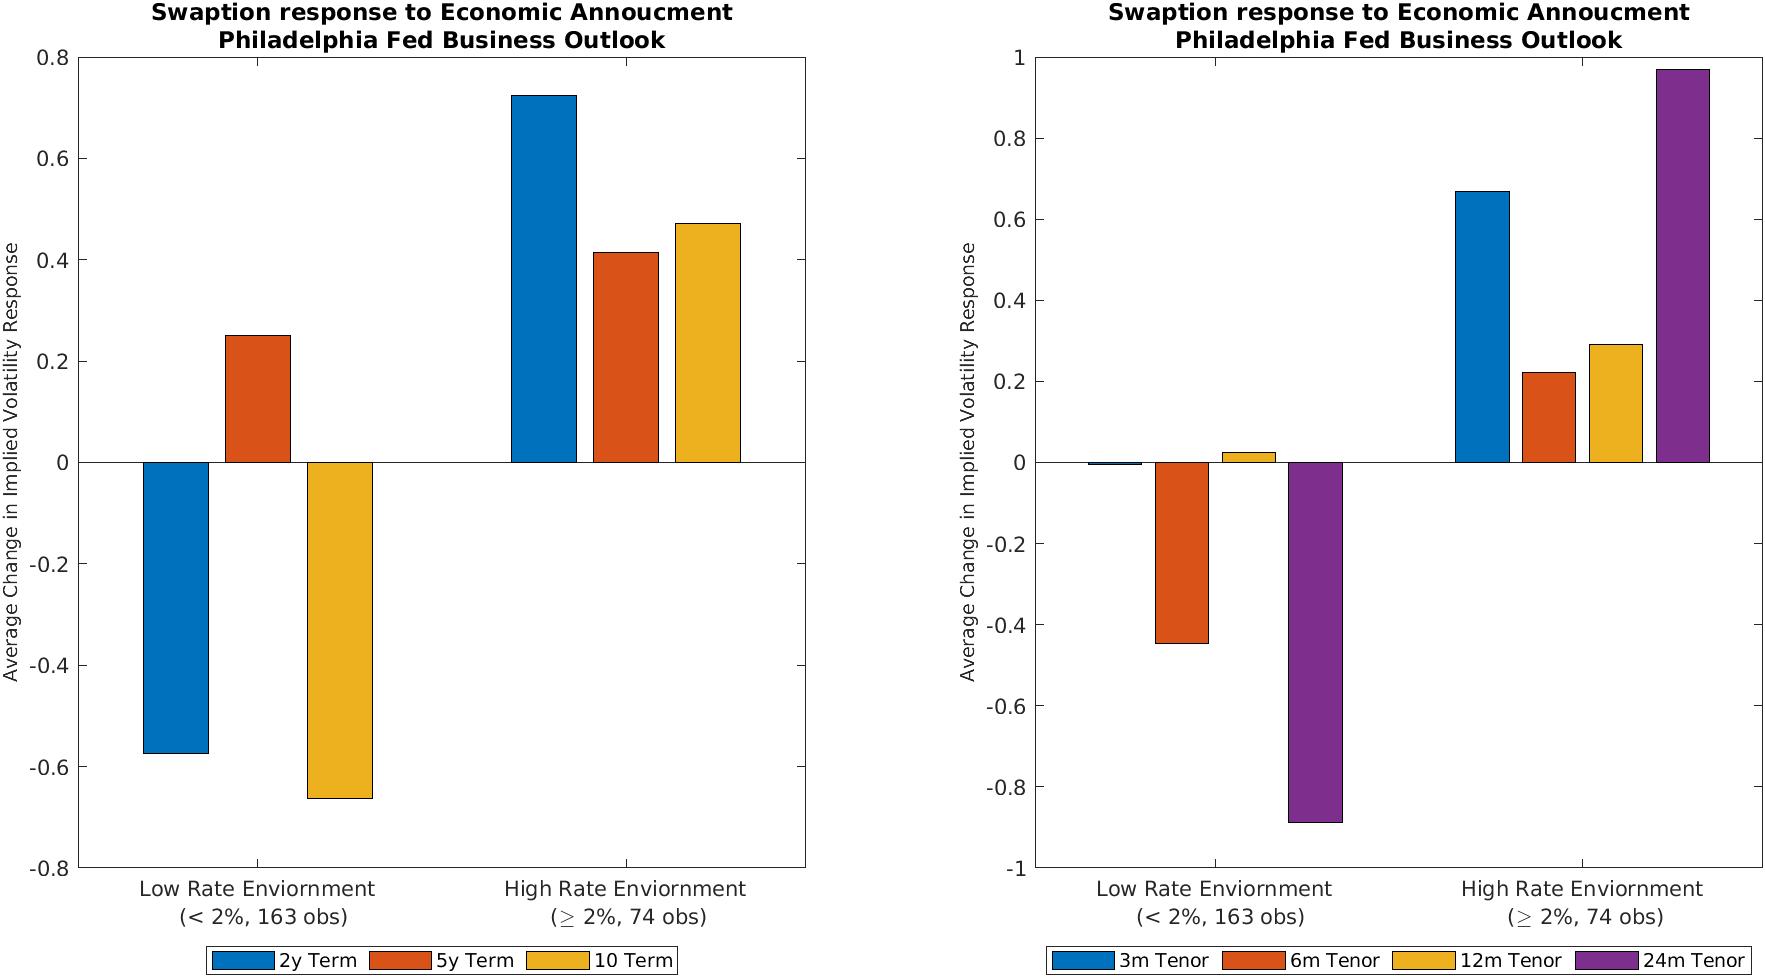 Swaption response to Economic Annoucment
Philadelphia Fed Business Outlook
Average Change in Implied Volatility Response
0.8
0.6
0.4
0.2
0
-0.2
-0.4
-0.6
-0.8
Low Rate Enviornment
(< 2%, 163 obs)
High Rate Enviornment
(≥ 2%, 74 obs)
2y Term
5y Term
10 Term
Swaption response to Economic Annoucment
Philadelphia Fed Business Outlook
Average Change in Implied Volatility Response
1
0.8
0.6
0.4
0.2
0
-0.2
-0.4
-0.6
-0.8
-1
Low Rate Enviornment
(< 2%, 163 obs)
High Rate Enviornment
(≥ 2%, 74 obs)
3m Tenor
6m Tenor
12m Tenor
24m Tenor